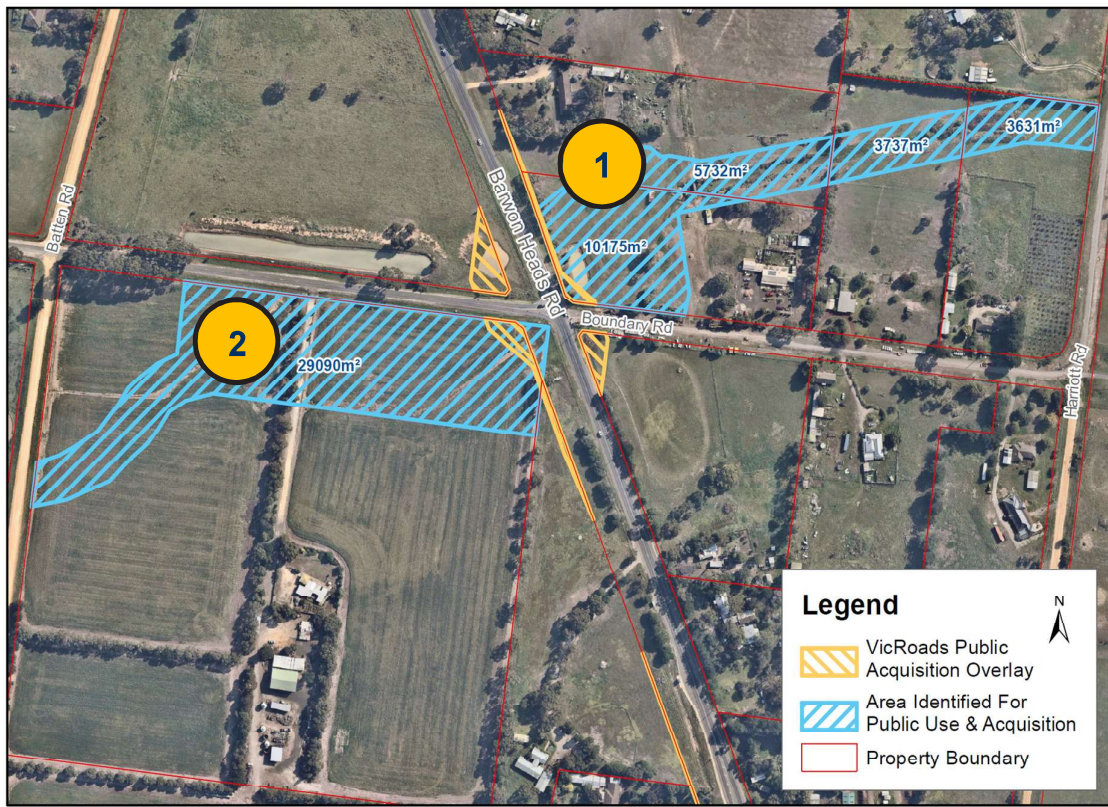 3631m²
3737m²
5732m²
1
Barwon Heads Rd
Batten Rd
10175m²
Boundary Rd
2
29090m²
Harriott Rd
Legend
N
VicRoads Public
Acquisition Overlay
Area Identified For
Public Use & Acquisition
Property Boundary